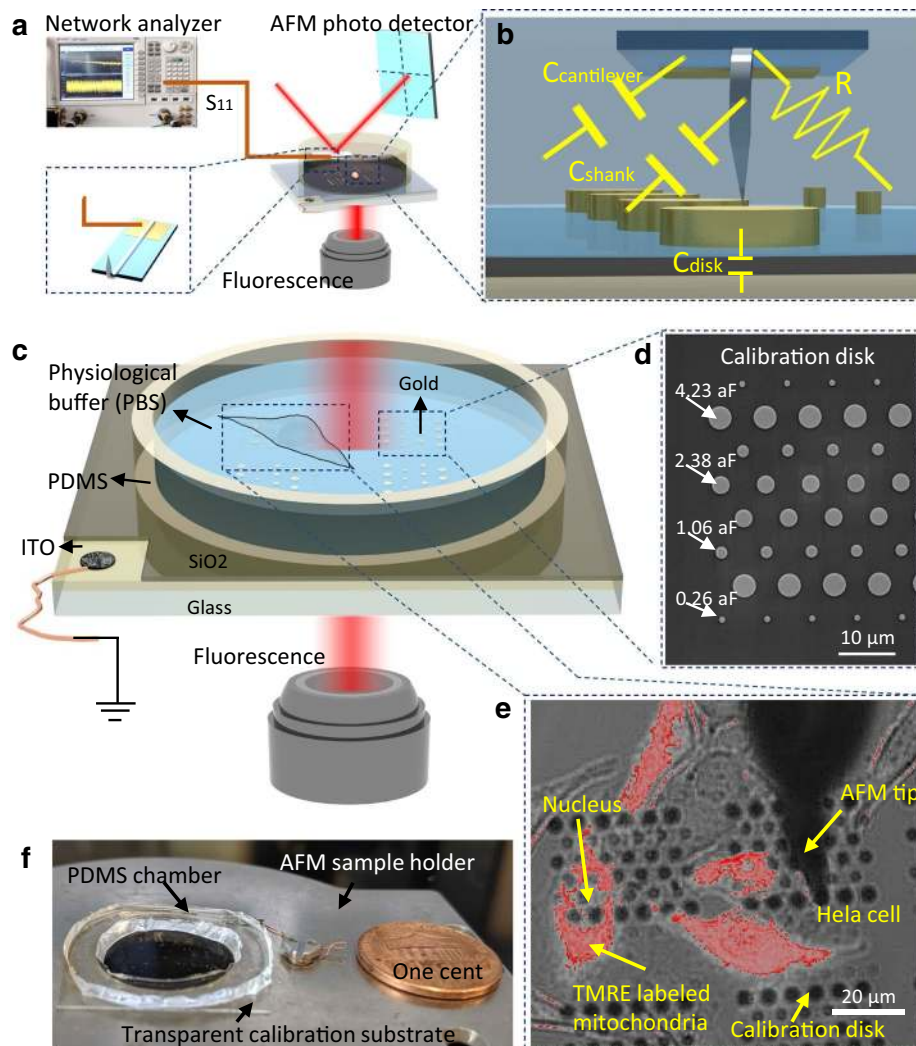 a
Network analyzer
AFM photo detector
S11
Fluorescence
b
Ccantilever
R
Cshank
Cdisk
c
Physiological
buffer (PBS)
Gold
PDMS
ITO
SiO2
Glass
Fluorescence
d
Calibration disk
4.23 aF
2.38 aF
1.06 aF
0.26 aF
10 µm
e
Nucleus
AFM tip
Hela cell
TMRE labeled
mitochondria
20 µm
Calibration disk
f
PDMS chamber
AFM sample holder
One cent
Transparent calibration substrate